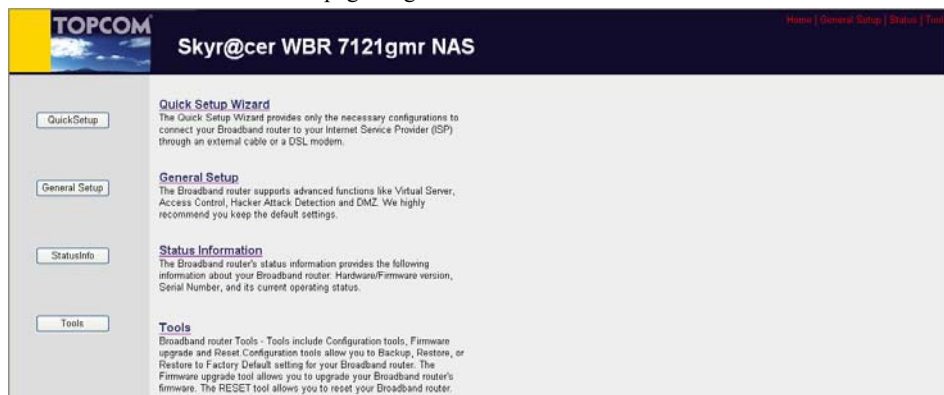 TOPCOM
Home | General Setup | Status |
Skyr@cer WBR 7121gmr NAS
QuickSetup
Quick Setup Wizard
The Quick Setup Wizard provides only the necessary configurations to
connect your Broadband router to your Internet Service Provider (ISP)
through an external cable or a DSL modem.
General Setup
General Setup
The Broadband router supports advanced functions like Virtual Server,
Access Control, Hacker Attack Detection and DMZ. We highly
recommend you keep the default settings.
StatusInfo
Status Information
The Broadband router's status information provides the following
information about your Broadband router: Hardware/Firmware version,
Serial Number, and its current operating status.
Tools
Tools
Broadband router Tools - Tools include Configuration tools, Firmware
upgrade and Reset.Configuration tools allow you to Backup, Restore, or
Restore to Factory Default setting for your Broadband router. The
Firmware upgrade tool allows you to upgrade your Broadband router's
firmware. The RESET tool allows you to reset your Broadband router.